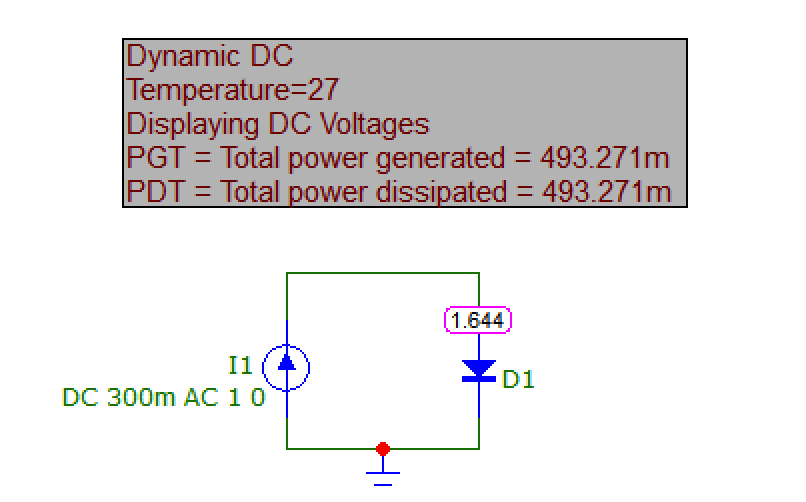 Dynamic DC
Temperature=27
Displaying DC Voltages
PGT = Total power generated = 493.271m
PDT = Total power dissipated = 493.271m
1.644
I1
D1
DC 300m AC 1 0